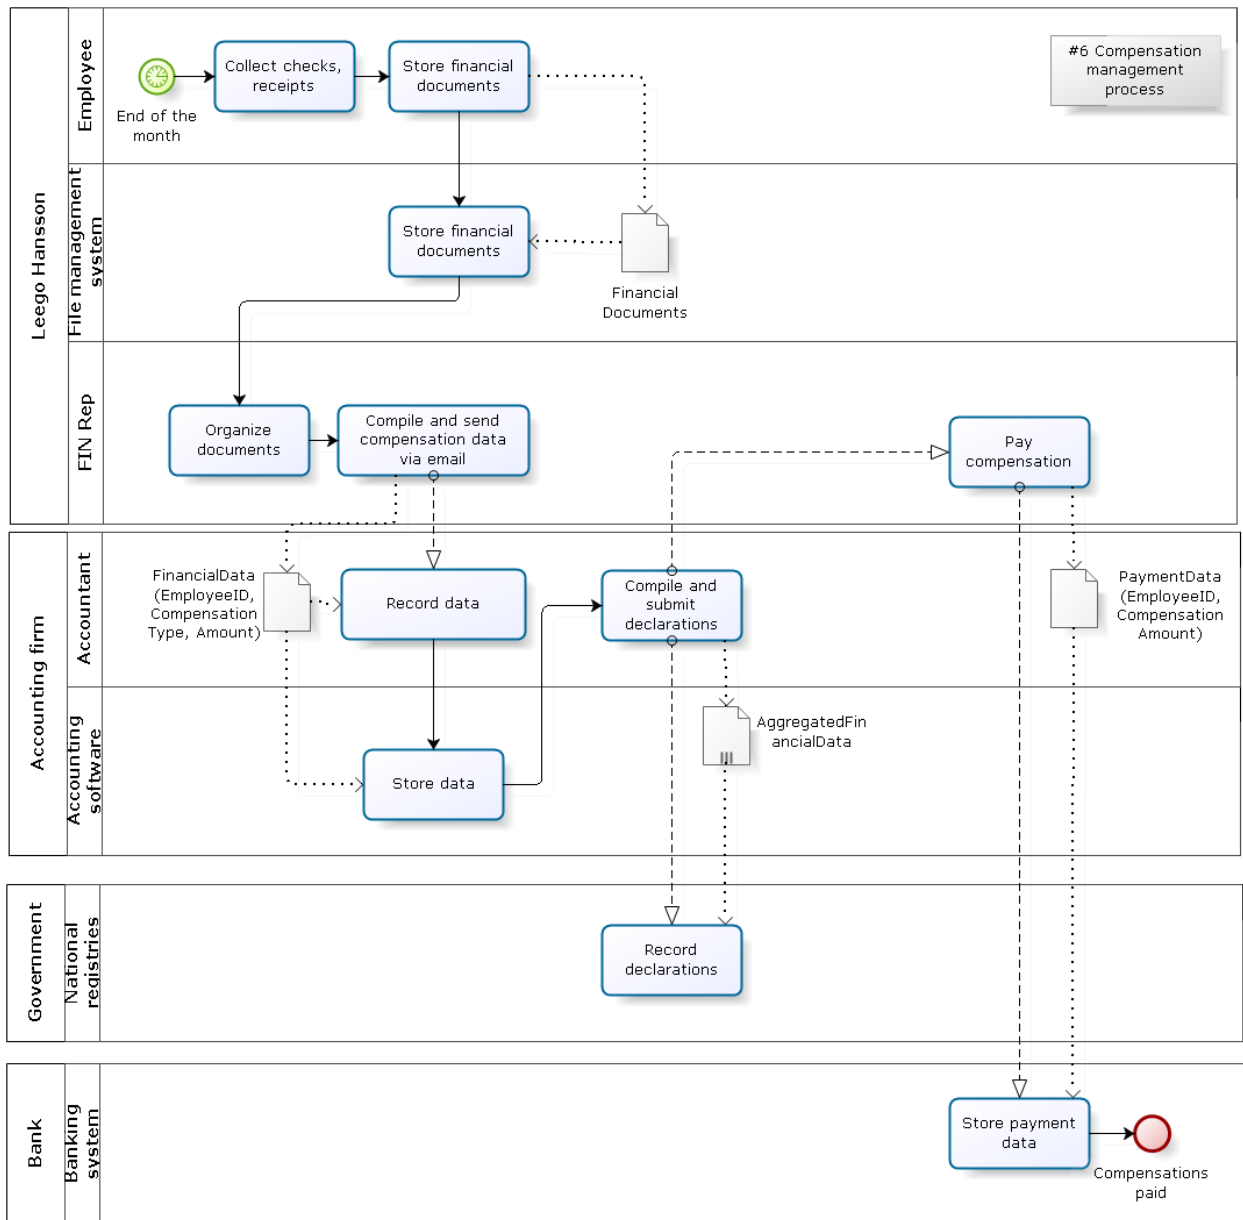 Leego Hansson
Employee
End of the
month
Collect checks,
receipts
Store financial
documents
#6 Compensation
management
process
File management
system
Store financial
documents
Financial
Documents
FIN Rep
Organize
documents
Compile and send
compensation data
via email
Pay
compensation
Accounting firm
Accountant
FinancialData
(EmployeeID,
Compensation
Type, Amount)
Record data
Compile and
submit
declarations
PaymentData
(EmployeeID,
Compensation
Amount)
Accounting
software
Store data
AggregatedFin
ancialData
Government
National
registries
Record
declarations
Bank
Banking
system
Store payment
data
Compensations
paid